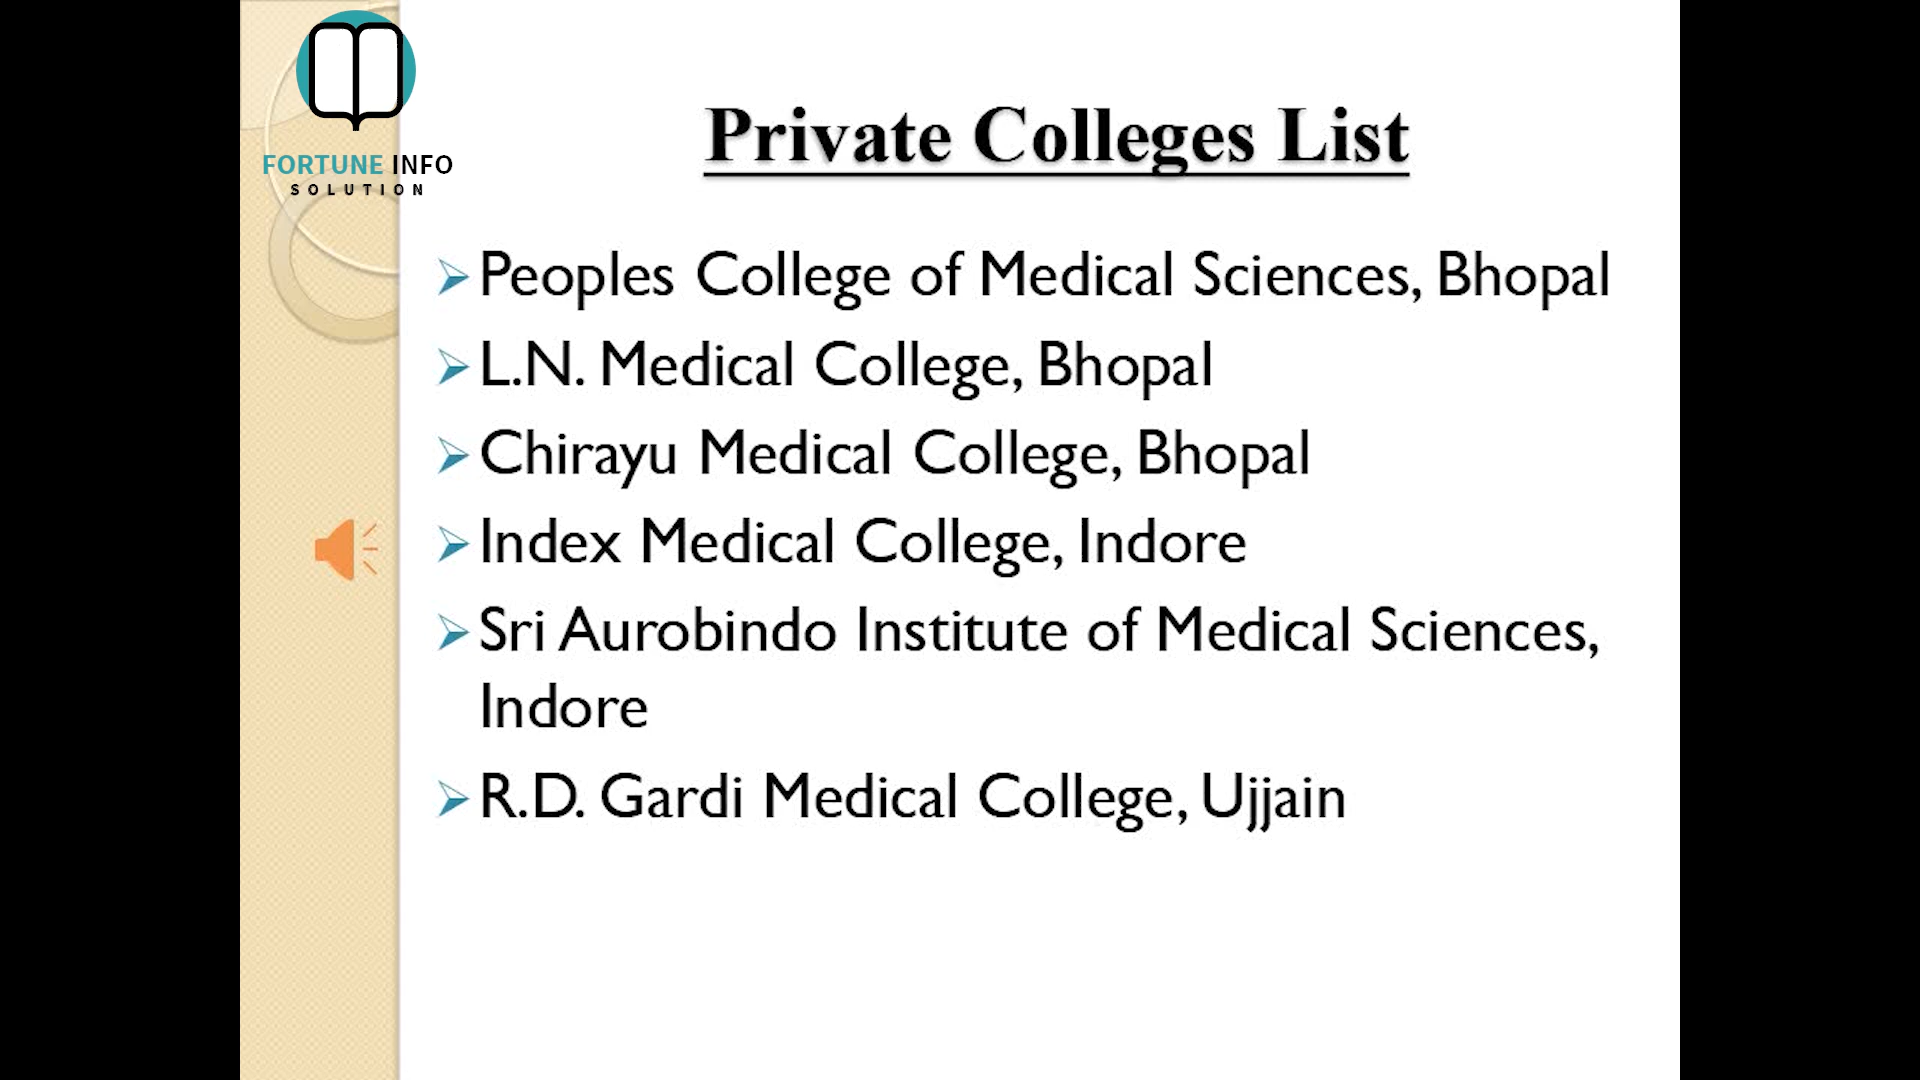 FORTUNE INFO
SOLUTION
Private Colleges List
Peoples College of Medical Sciences, Bhopal
L.N. Medical College, Bhopal
Chirayu Medical College, Bhopal
Index Medical College, Indore
Sri Aurobindo Institute of Medical Sciences,
Indore
R.D. Gardi Medical College, Ujjain